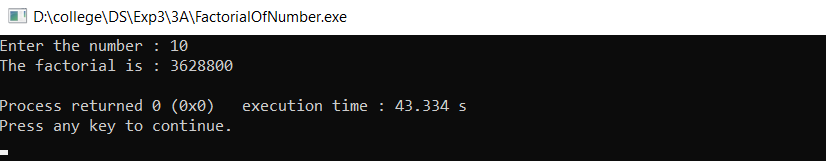 D:\college\DS\Exp3\3A\FactorialOfNumber.exe
Enter the number : 10
The factorial is : 3628800
Process returned 0 (0x0)   execution time : 43.334 s
Press any key to continue.